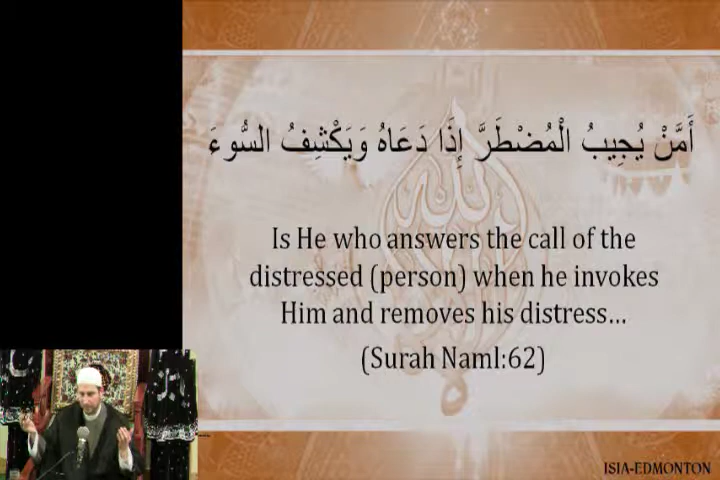 أَمَّنْ يُجِيبُ الْمُضْطَرَّ إِذَا دَعَاهُ وَيَكْشِفُ السُّوءَ
Is He who answers the call of the
distressed (person) when he invokes
Him and removes his distress...
(Surah Naml:62)
ISIA-EDMONTON